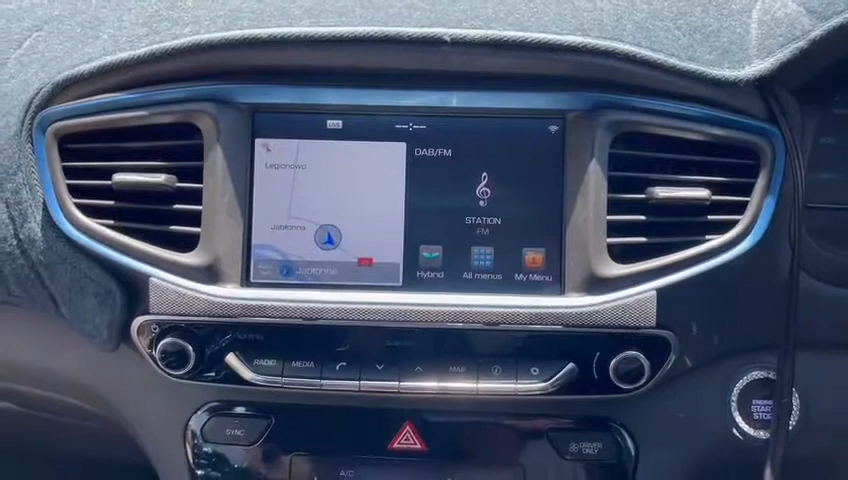 LIVE
--:--
DAB/FM
Legionowo
STATION
FM
Jabłonna
Hybrid
All menus
My Menu
Jabłonna
RADIO
MEDIA
MAP
ENGINE
START
STOP
SYNC
DRIVER
ONLY
A/C